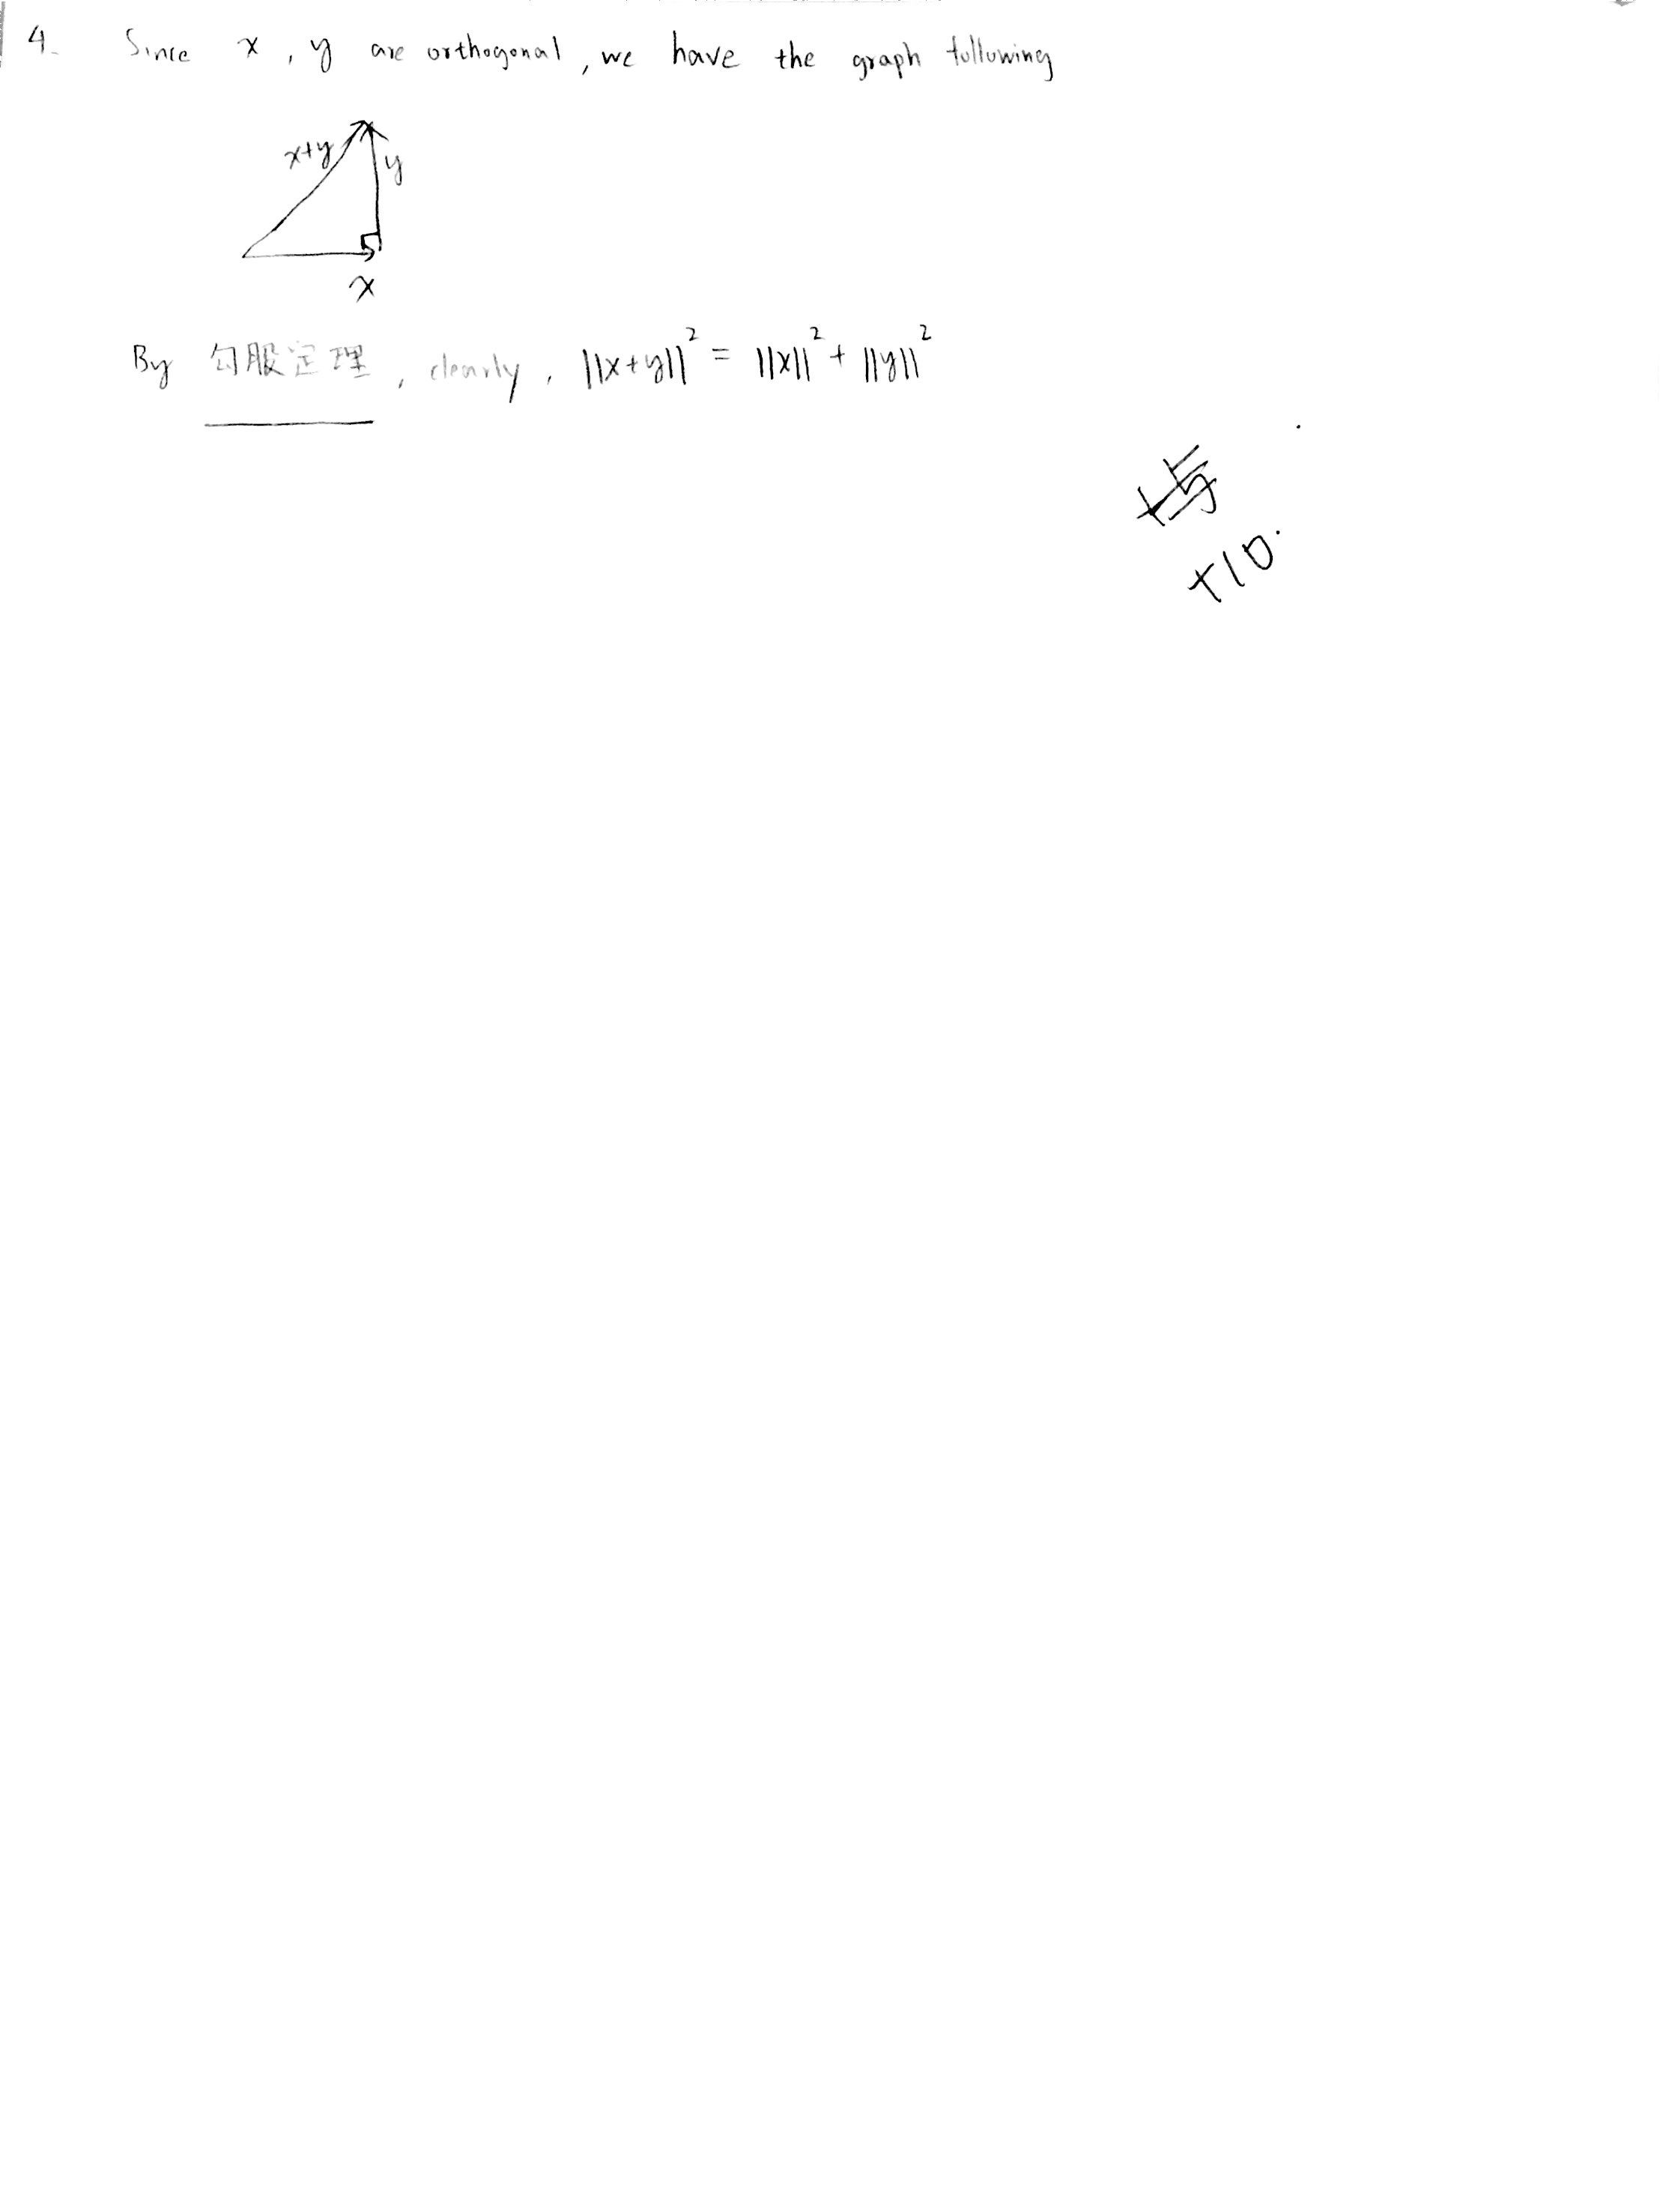 4. Since x, y are orthogonal, we have the graph following
x+y
y
x
By 勾股定理, clearly, ||x+y||² = ||x||² + ||y||²
+10.